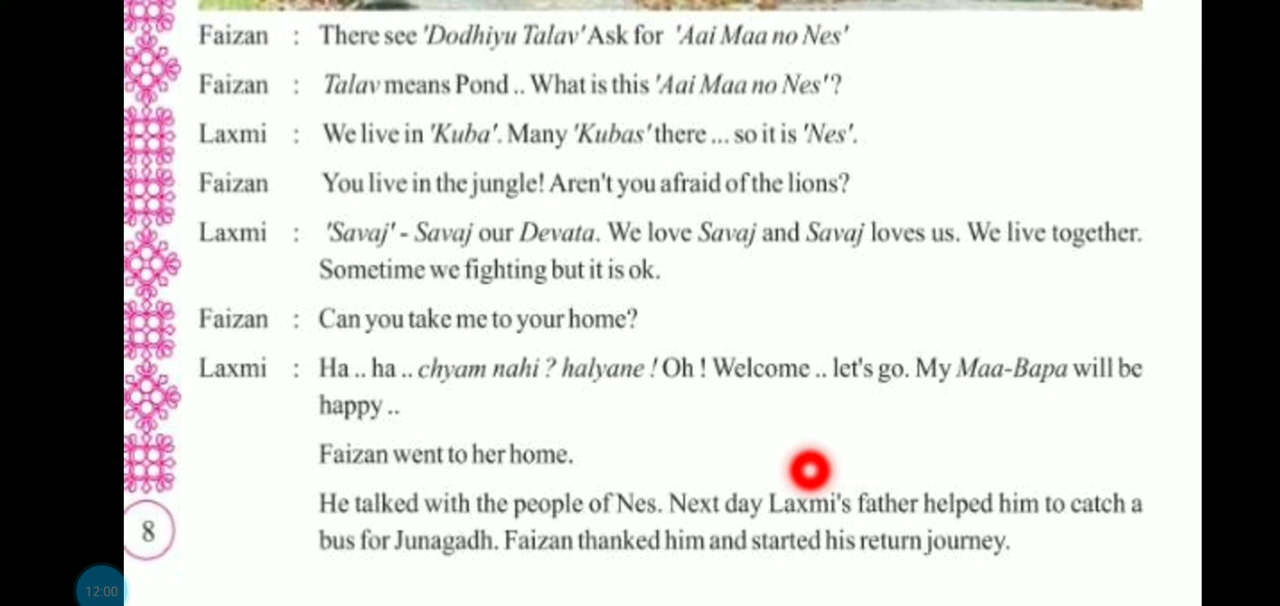 Faizan : There see 'Dodhiyu Talav' Ask for 'Aai Maa no Nes'
Faizan : Talav means Pond .. What is this 'Aai Maa no Nes'?
Laxmi : We live in 'Kuba'. Many 'Kubas' there ... so it is 'Nes'.
Faizan You live in the jungle! Aren't you afraid of the lions?
Laxmi : 'Savaj' - Savaj our Devata. We love Savaj and Savaj loves us. We live together.
Sometime we fighting but it is ok.
Faizan : Can you take me to your home?
Laxmi : Ha .. ha .. chyam nahi ? halyane ! Oh ! Welcome .. let's go. My Maa-Bapa will be
happy ..
Faizan went to her home.
He talked with the people of Nes. Next day Laxmi's father helped him to catch a
bus for Junagadh. Faizan thanked him and started his return journey.
8
12:00